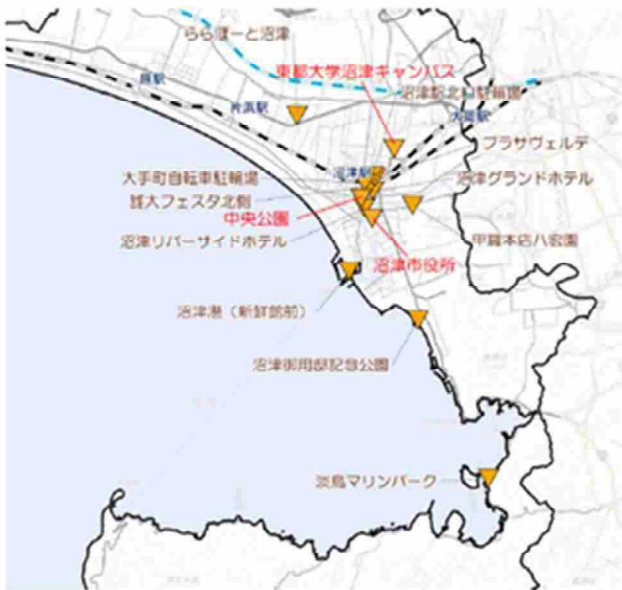 ららぽーと沼津
東都大学沼津キャンパス
沼津駅北口駐輪場
原駅
片浜駅
大岡駅
プラサヴェルデ
沼津駅
大手町自転車駐輪場
沼津グランドホテル
雄大フェスタ北側
中央公園
沼津リバーサイドホテル
甲羅本店八宏園
沼津市役所
沼津港（新鮮館前）
沼津御用邸記念公園
淡島マリンパーク